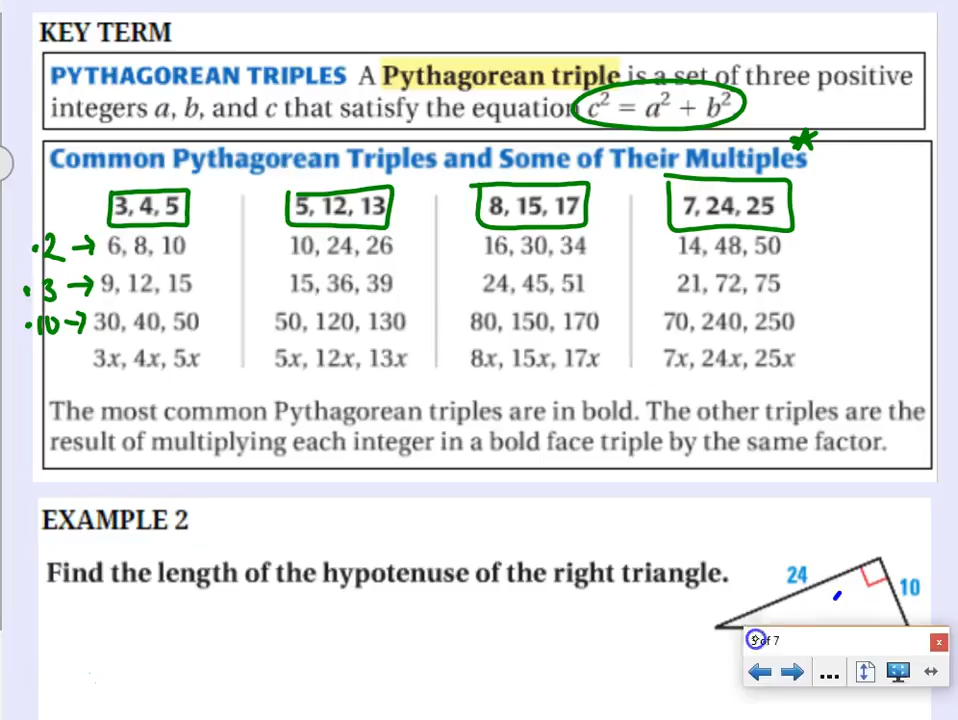 KEY TERM
PYTHAGOREAN TRIPLES A Pythagorean triple is a set of three positive
integers a, b, and c that satisfy the equation c² = a² + b²
Common Pythagorean Triples and Some of Their Multiples *
3, 4, 5 5, 12, 13 8, 15, 17 7, 24, 25
·2 → 6, 8, 10 10, 24, 26 16, 30, 34 14, 48, 50
·3 → 9, 12, 15 15, 36, 39 24, 45, 51 21, 72, 75
·10 → 30, 40, 50 50, 120, 130 80, 150, 170 70, 240, 250
3x, 4x, 5x 5x, 12x, 13x 8x, 15x, 17x 7x, 24x, 25x
The most common Pythagorean triples are in bold. The other triples are the
result of multiplying each integer in a bold face triple by the same factor.
EXAMPLE 2
Find the length of the hypotenuse of the right triangle.
24
10
of 7